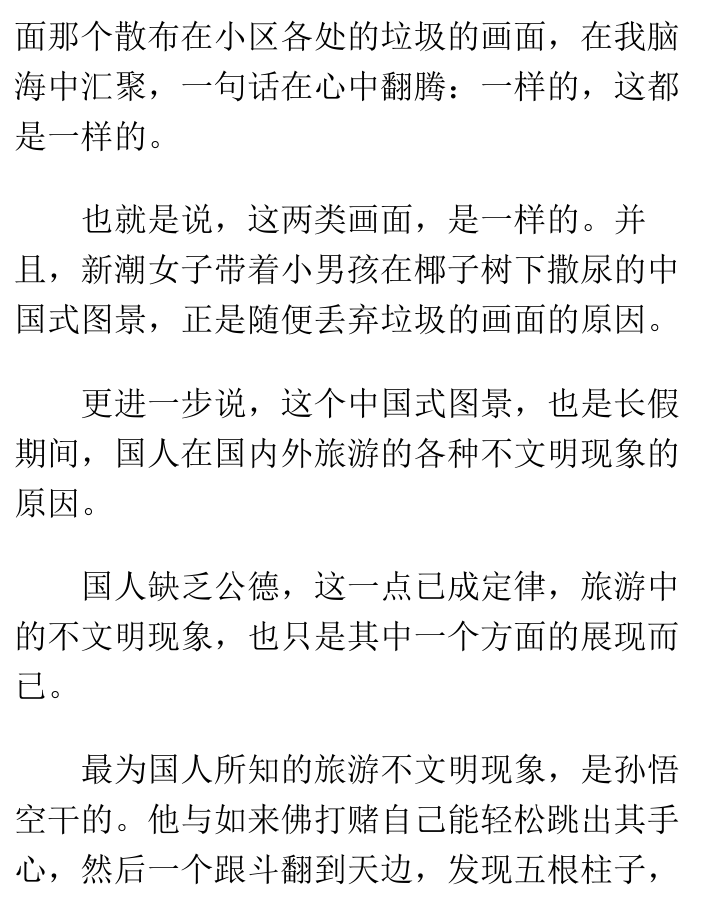 面那个散布在小区各处的垃圾的画面，在我脑
海中汇聚，一句话在心中翻腾：一样的，这都
是一样的。
也就是说，这两类画面，是一样的。并
且，新潮女子带着小男孩在椰子树下撒尿的中
国式图景，正是随便丢弃垃圾的画面的原因。
更进一步说，这个中国式图景，也是长假
期间，国人在国内外旅游的各种不文明现象的
原因。
国人缺乏公德，这一点已成定律，旅游中
的不文明现象，也只是其中一个方面的展现而
已。
最为国人所知的旅游不文明现象，是孙悟
空干的。他与如来佛打赌自己能轻松跳出其手
心，然后一个跟斗翻到天边，发现五根柱子，